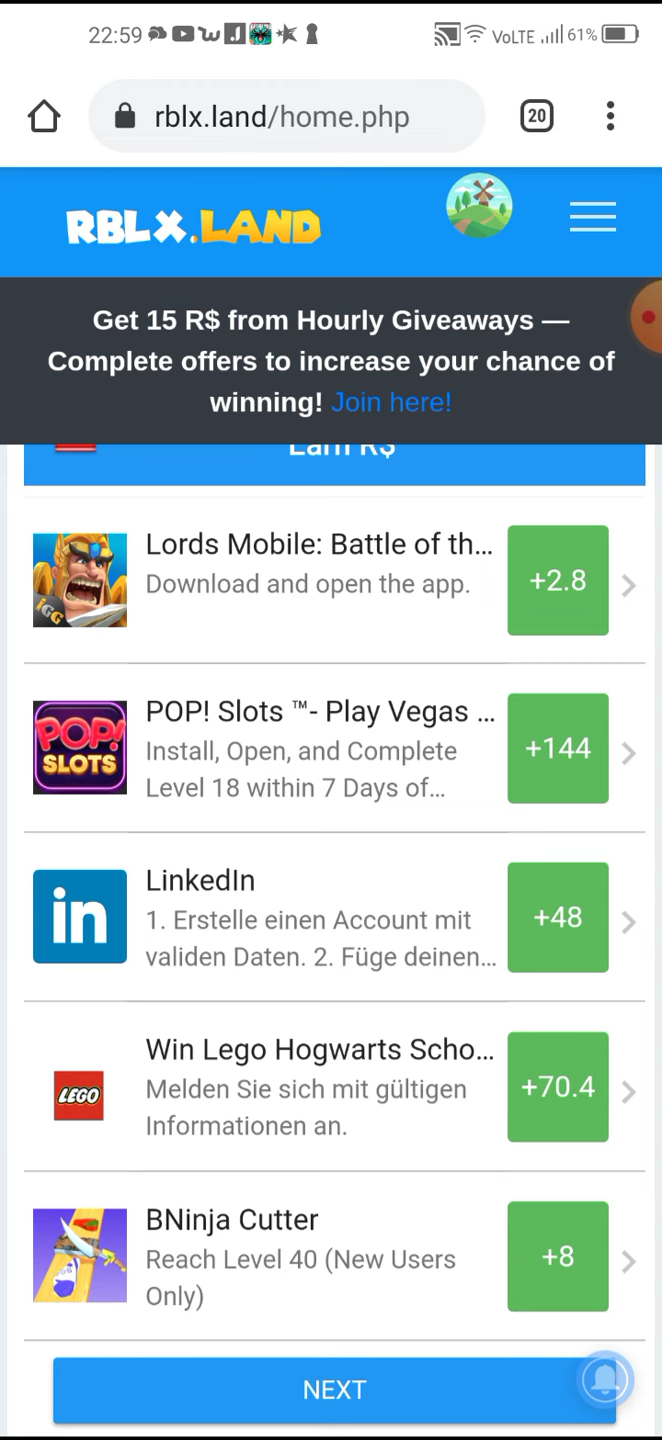 22:59 VoLTE 61%
rblx.land/home.php 20
RBLX.LAND
Get 15 R$ from Hourly Giveaways —
Complete offers to increase your chance of
winning! Join here!
Earn R$
Lords Mobile: Battle of th...
Download and open the app.
+2.8
IGG
POP! Slots ™- Play Vegas ...
Install, Open, and Complete
Level 18 within 7 Days of...
+144
POP!
SLOTS
LinkedIn
1. Erstelle einen Account mit
validen Daten. 2. Füge deinen...
+48
in
Win Lego Hogwarts Scho...
Melden Sie sich mit gültigen
Informationen an.
+70.4
LEGO
BNinja Cutter
Reach Level 40 (New Users
Only)
+8
NEXT